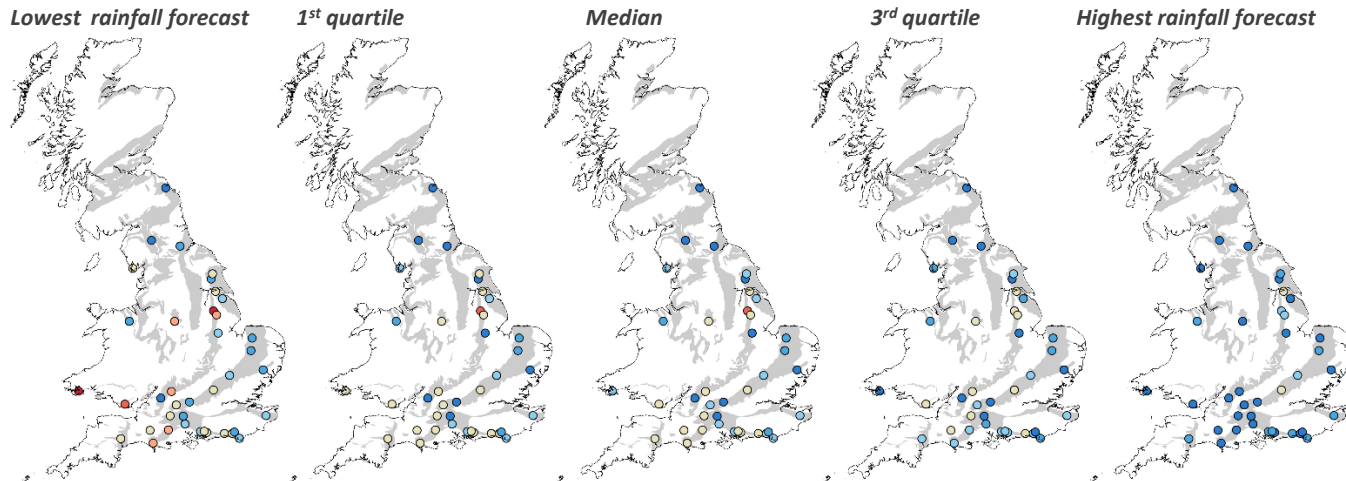 Lowest rainfall forecast
1st quartile
Median
3rd quartile
Highest rainfall forecast